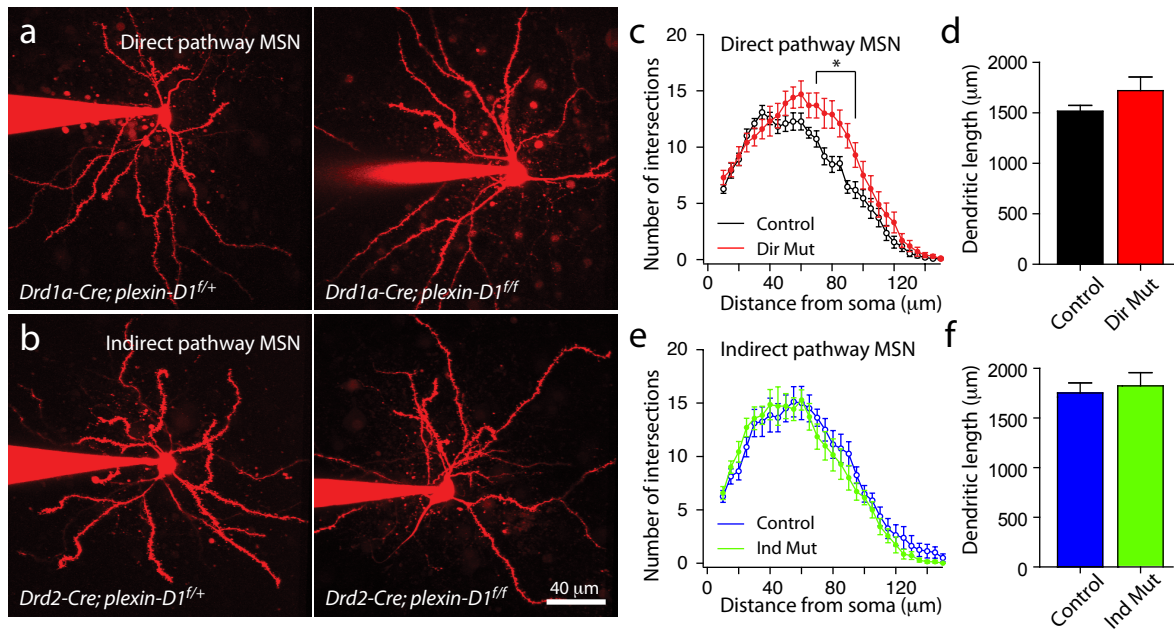 a
Direct pathway MSN
Drd1a-Cre; plexin-D1f/+
Drd1a-Cre; plexin-D1f/f
b
Indirect pathway MSN
Drd2-Cre; plexin-D1f/+
Drd2-Cre; plexin-D1f/f
40 μm
c
Direct pathway MSN
*
Number of intersections
20
15
10
5
0
Control
Dir Mut
0 40 80 120
Distance from soma (μm)
d
Dendritic length (μm)
2000
1500
1000
500
0
Control
Dir Mut
e
Indirect pathway MSN
Number of intersections
20
15
10
5
0
Control
Ind Mut
0 40 80 120
Distance from soma (μm)
f
Dendritic length (μm)
2000
1500
1000
500
0
Control
Ind Mut